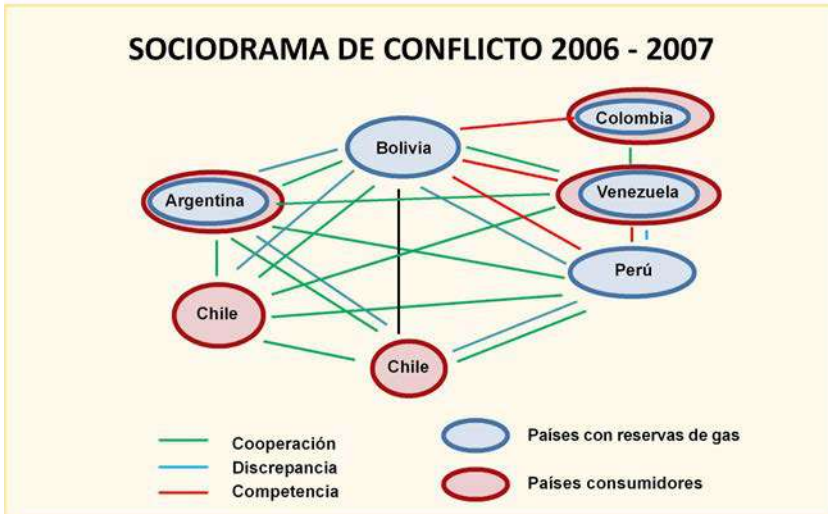 SOCIODRAMA DE CONFLICTO 2006 - 2007
Colombia
Bolivia
Venezuela
Argentina
Perú
Chile
Chile
Cooperación
Discrepancia
Competencia
Países con reservas de gas
Países consumidores